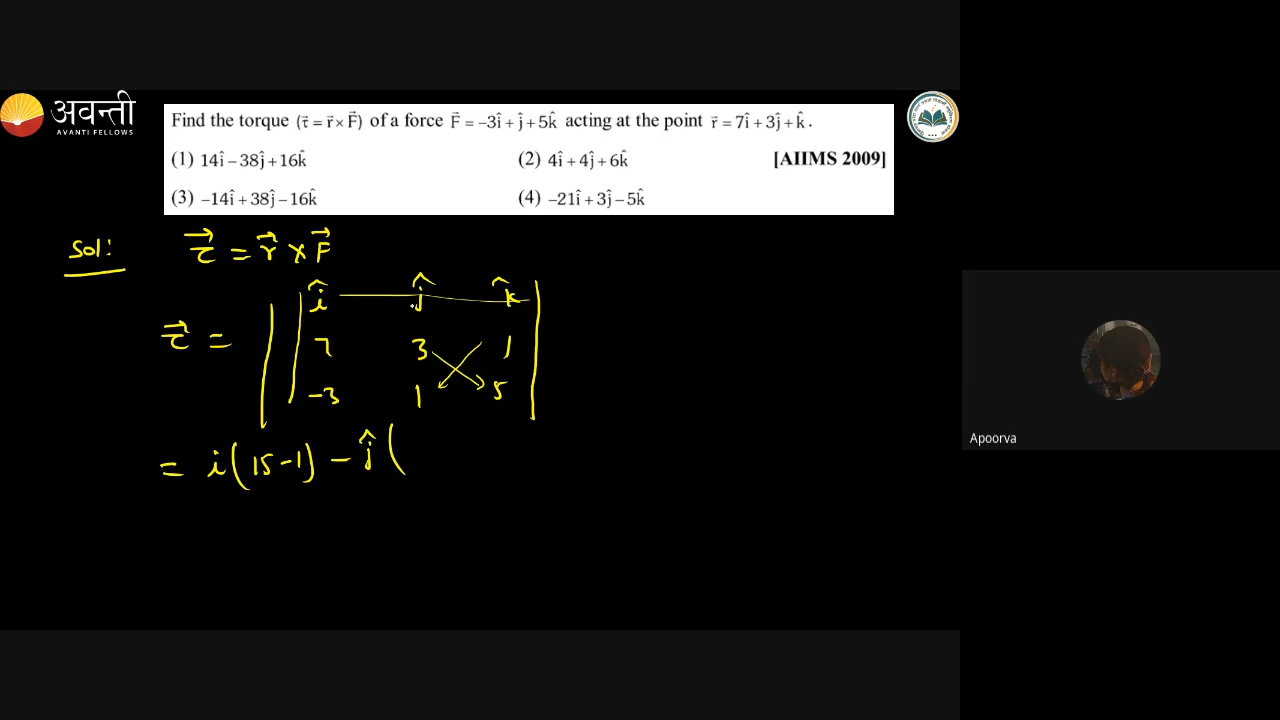 अवन्ती
AVANTI FELLOWS
Find the torque (τ⃗ = r⃗ × F⃗) of a force F⃗ = −3î + ĵ + 5k̂ acting at the point r⃗ = 7î + 3ĵ + k̂ .
(1) 14î − 38ĵ + 16k̂ (2) 4î + 4ĵ + 6k̂ [AIIMS 2009]
(3) −14î + 38ĵ − 16k̂ (4) −21î + 3ĵ − 5k̂
Sol: τ⃗ = r⃗ × F⃗
î ĵ k̂
τ⃗ = 7 3 1
-3 1 5
= i(15-1) - ĵ(
Apoorva